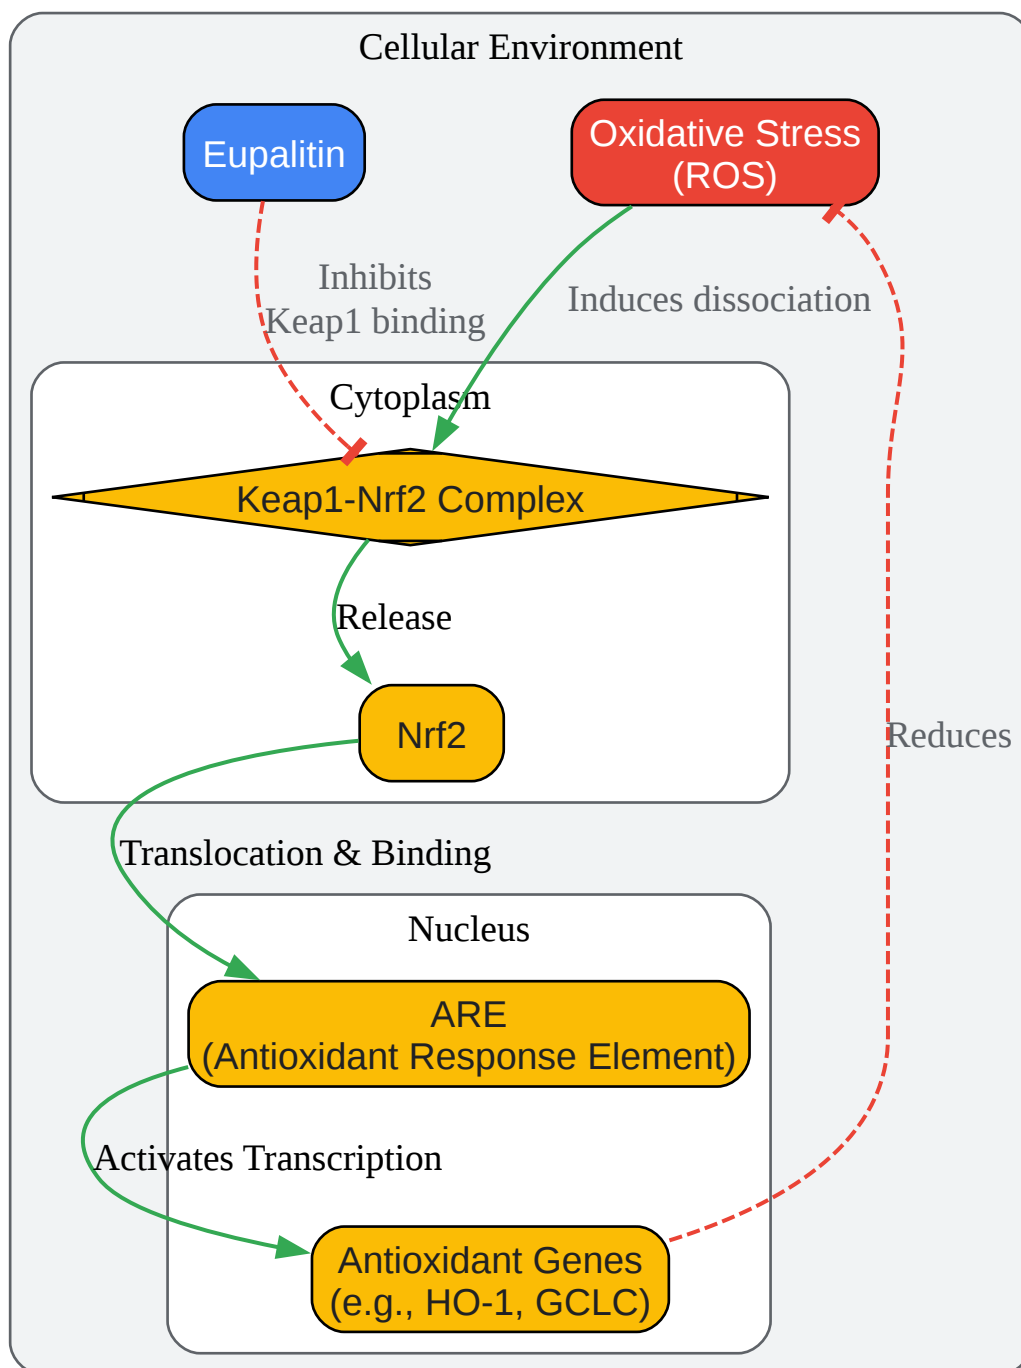 Cellular Environment
Eupalitin
Oxidative Stress
(ROS)
Inhibits
Keap1 binding
Induces dissociation
Cytoplasm
Keap1-Nrf2 Complex
Release
Nrf2
Reduces
Translocation & Binding
Nucleus
ARE
(Antioxidant Response Element)
Activates Transcription
Antioxidant Genes
(e.g., HO-1, GCLC)